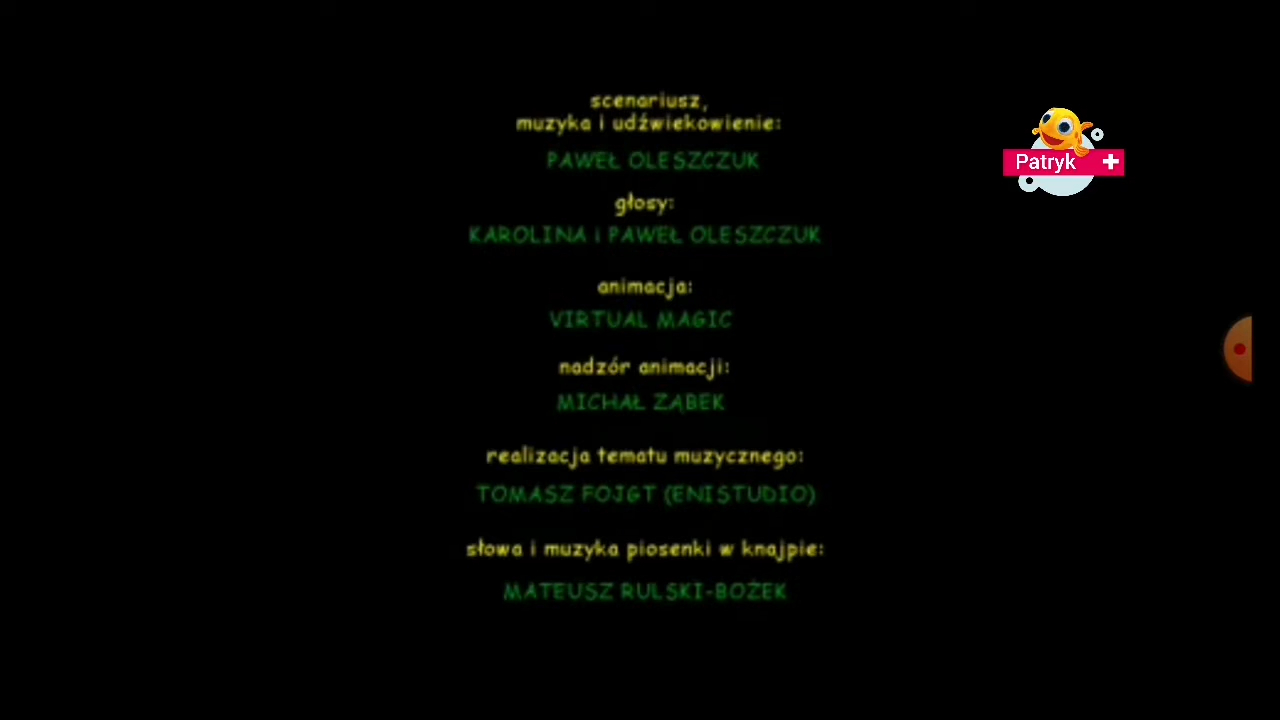 scenariusz,
muzyka i udźwiekowienie:
PAWEŁ OLESZCZUK
głosy:
KAROLINA i PAWEŁ OLESZCZUK
animacja:
VIRTUAL MAGIC
nadzór animacji:
MICHAŁ ZĄBEK
realizacja tematu muzycznego:
TOMASZ FOJGT (ENISTUDIO)
słowa i muzyka piosenki w knajpie:
MATEUSZ RULSKI-BOŻEK
Patryk +